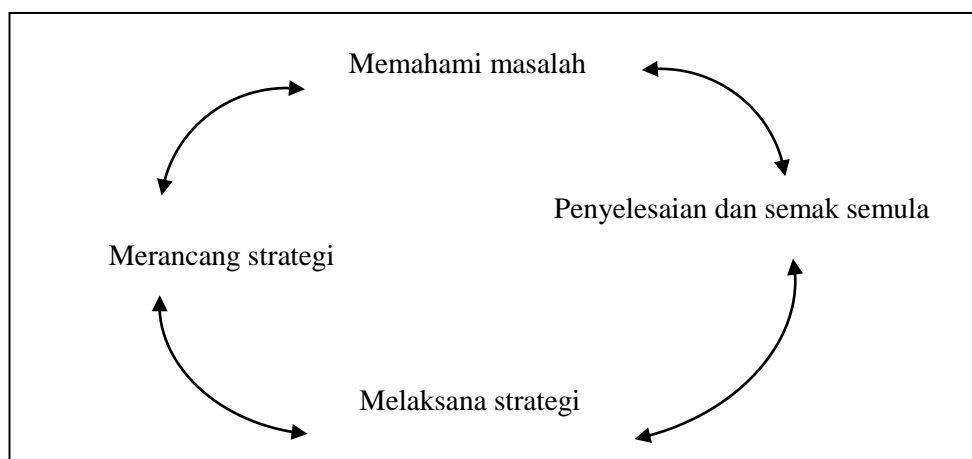 Memahami masalah
Penyelesaian dan semak semula
Merancang strategi
Melaksana strategi